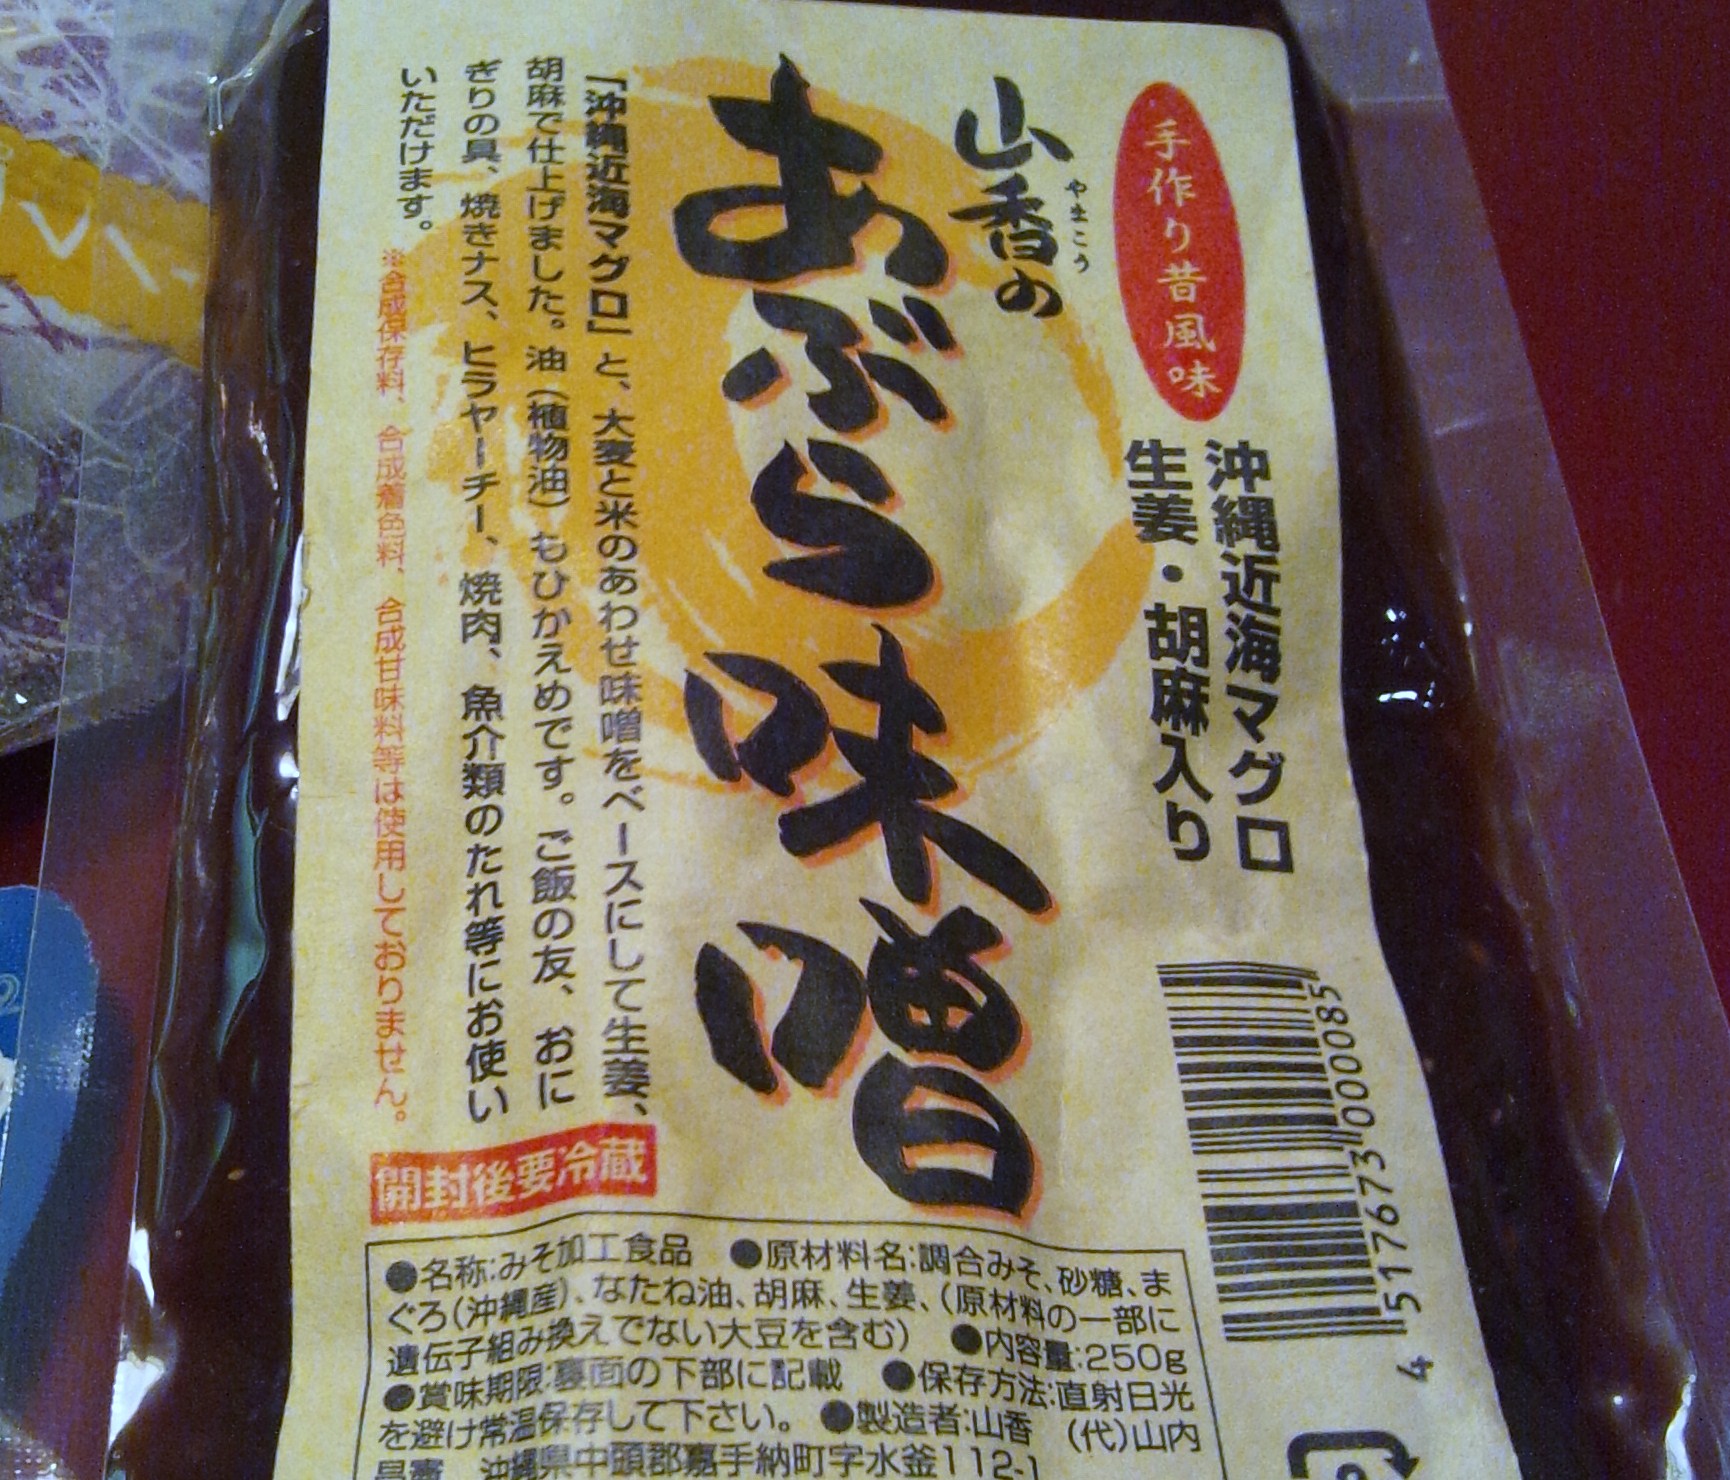 手作り昔風味
沖縄近海マグロ
生姜・胡麻入り
山香の
やまこう
あぶら味噌
「沖縄近海マグロ」と、大麦と米のあわせ味噌をベースにして生姜、
胡麻で仕上げました。油（植物油）もひかえめです。ご飯の友、おに
ぎりの具、焼きナス、ヒラヤーチー、焼肉、魚介類のたれ等にお使い
いただけます。
※合成保存料、合成着色料、合成甘味料等は使用しておりません。
開封後要冷蔵
4 517673 000085
●名称:みそ加工食品 ●原材料名:調合みそ、砂糖、ま
ぐろ(沖縄産)、なたね油、胡麻、生姜、(原材料の一部に
遺伝子組み換えでない大豆を含む) ●内容量:250g
●賞味期限:裏面の下部に記載 ●保存方法:直射日光
を避け常温保存して下さい。 ●製造者:山香 (代)山内
昌憲 沖縄県中頭郡嘉手納町字水釜112-1